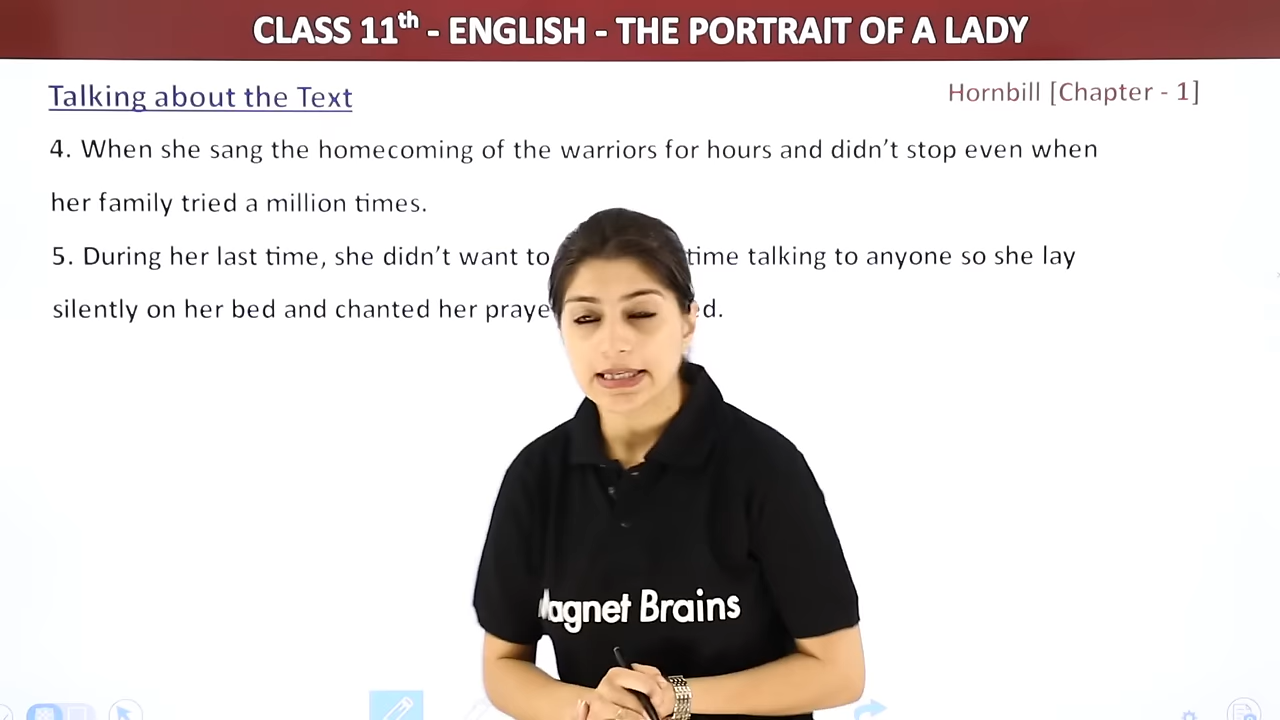 CLASS 11th - ENGLISH - THE PORTRAIT OF A LADY
Talking about the Text
Hornbill [Chapter - 1]
4. When she sang the homecoming of the warriors for hours and didn't stop even when
her family tried a million times.
5. During her last time, she didn't want to time talking to anyone so she lay
silently on her bed and chanted her
Brains